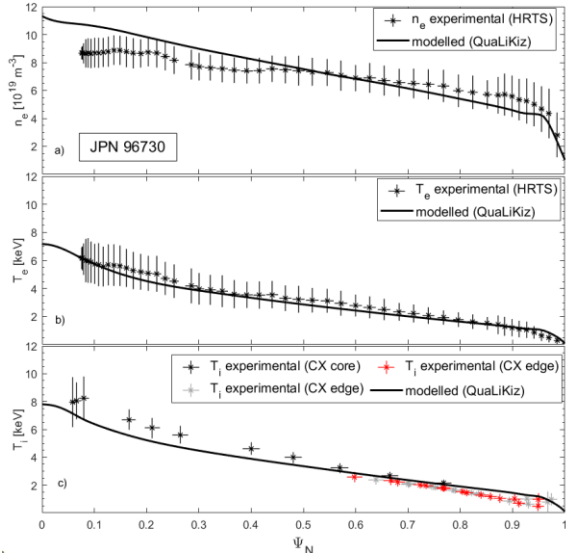 12
10
8
6
4
2
n_e [10^19 m^-3]
n_e experimental (HRTS)
modelled (QuaLiKiz)
a)
JPN 96730
12
10
8
6
4
2
T_e [keV]
T_e experimental (HRTS)
modelled (QuaLiKiz)
b)
12
10
8
6
4
2
T_i [keV]
T_i experimental (CX core) T_i experimental (CX edge)
T_i experimental (CX edge) modelled (QuaLiKiz)
c)
0 0.1 0.2 0.3 0.4 0.5 0.6 0.7 0.8 0.9 1
Ψ_N